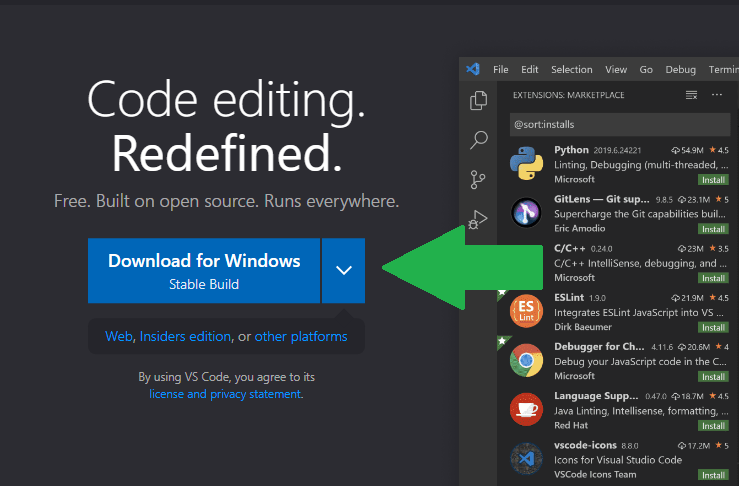 Code editing.
Redefined.
Free. Built on open source. Runs everywhere.
Download for Windows
Stable Build
Web, Insiders edition, or other platforms
By using VS Code, you agree to its
license and privacy statement.
File Edit Selection View Go Debug Termin
EXTENSIONS: MARKETPLACE
@sort:installs
Python 2019.6.24221 54.9M 4.5
Linting, Debugging (multi-threaded, ...
Microsoft Install
GitLens — Git sup... 9.8.5 23.1M 5
Supercharge the Git capabilities buil...
Eric Amodio Install
C/C++ 0.24.0 23M 3.5
C/C++ IntelliSense, debugging, and ...
Microsoft Install
ES
Lint
ESLint 1.9.0 21.9M 4.5
Integrates ESLint JavaScript into VS ...
Dirk Baeumer Install
Debugger for Ch... 4.11.6 20.6M 4
Debug your JavaScript code in the C...
Microsoft Install
Language Supp... 0.47.0 18.7M 4.5
Java Linting, Intellisense, formatting, ...
Red Hat Install
vscode-icons 8.8.0 17.2M 5
Icons for Visual Studio Code
VSCode Icons Team Install